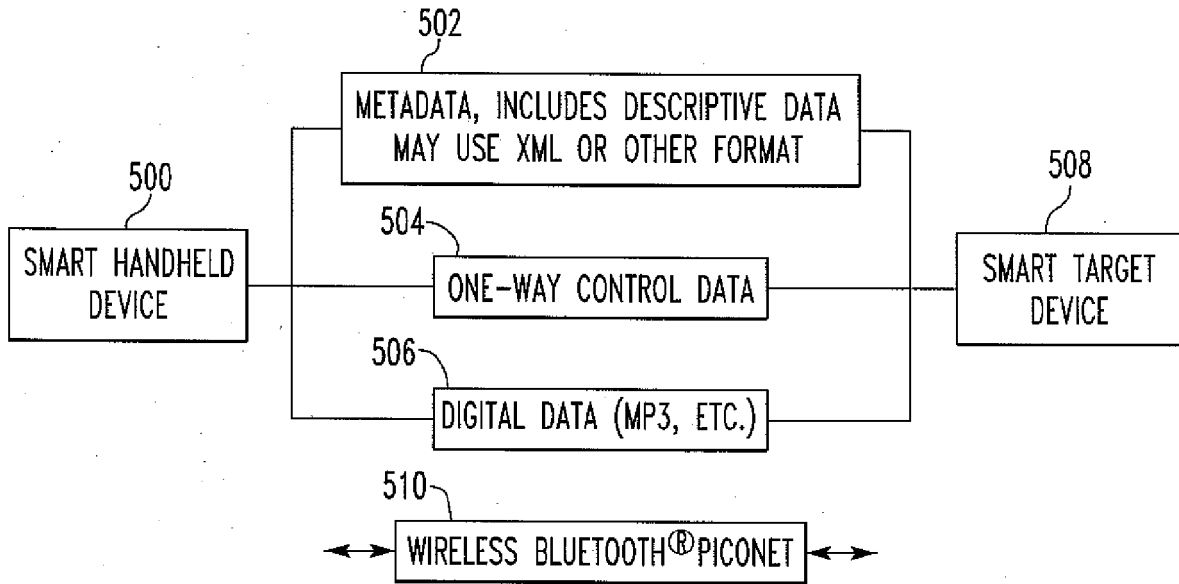 502
METADATA, INCLUDES DESCRIPTIVE DATA
MAY USE XML OR OTHER FORMAT
500
SMART HANDHELD
DEVICE
504
ONE-WAY CONTROL DATA
508
SMART TARGET
DEVICE
506
DIGITAL DATA (MP3, ETC.)
510
WIRELESS BLUETOOTH® PICONET